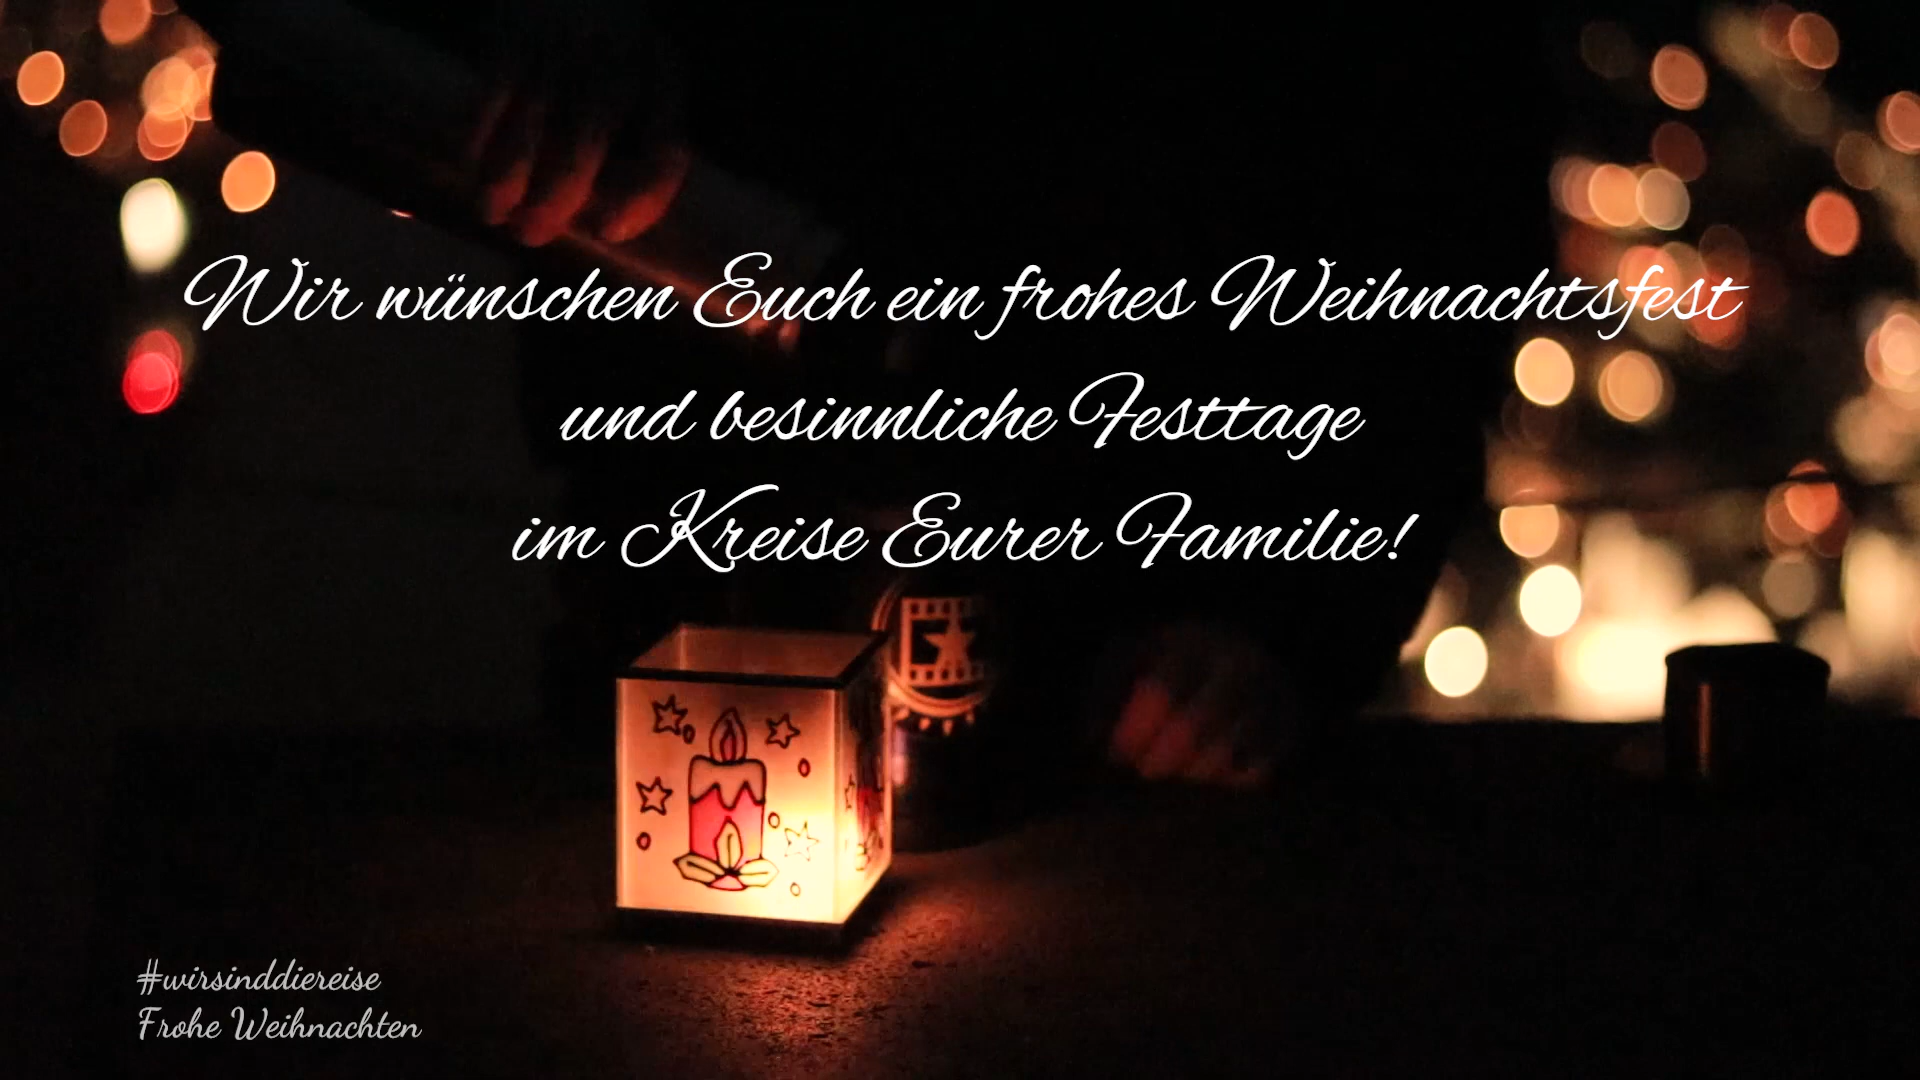 Wir wünschen Euch ein frohes Weihnachtsfest
und besinnliche Festtage
im Kreise Eurer Familie!
#wirsinddiereise
Frohe Weihnachten